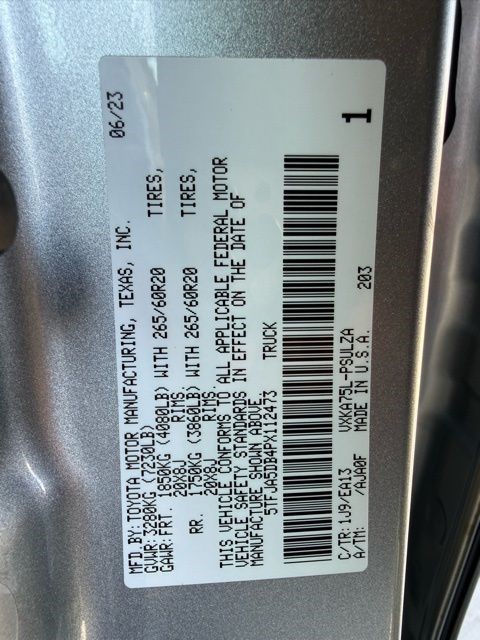 MFD.BY:TOYOTA MOTOR MANUFACTURING, TEXAS, INC. 06/23
GVWR:3280KG (7230LB)
GAWR:FRT. 1850KG (4080LB) WITH 265/60R20 TIRES,
20X8J RIMS
RR. 1750KG (3860LB) WITH 265/60R20 TIRES,
20X8J RIMS
THIS VEHICLE CONFORMS TO ALL APPLICABLE FEDERAL MOTOR
VEHICLE SAFETY STANDARDS IN EFFECT ON THE DATE OF
MANUFACTURE SHOWN ABOVE.
5TFJA5DB4PX112473 TRUCK
C/TR: 1J9/EA13 VXKA75L-PSULZA 203
A/TM: /AJA0F MADE IN U.S.A.
1